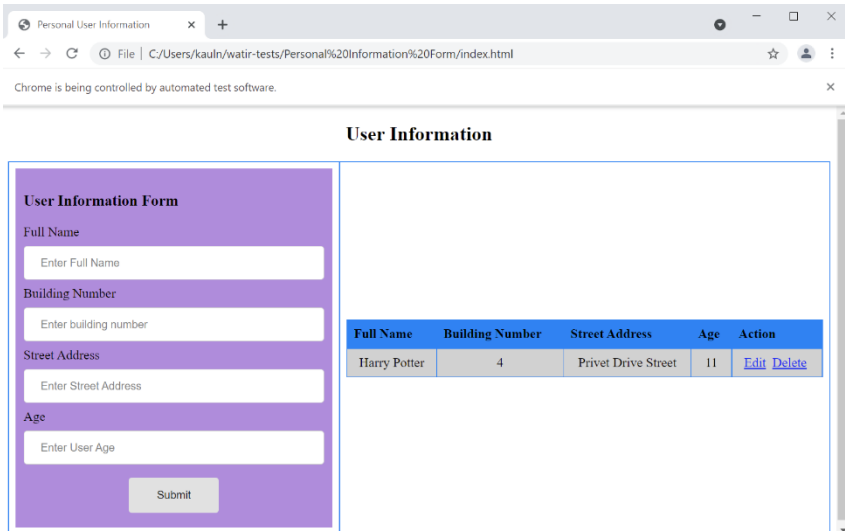 Personal User Information
File | C:/Users/kauln/watir-tests/Personal%20Information%20Form/index.html
Chrome is being controlled by automated test software.
User Information
User Information Form
Full Name
Enter Full Name
Building Number
Enter building number
Street Address
Enter Street Address
Age
Enter User Age
Submit
Full Name Building Number Street Address Age Action
Harry Potter 4 Privet Drive Street 11 Edit Delete